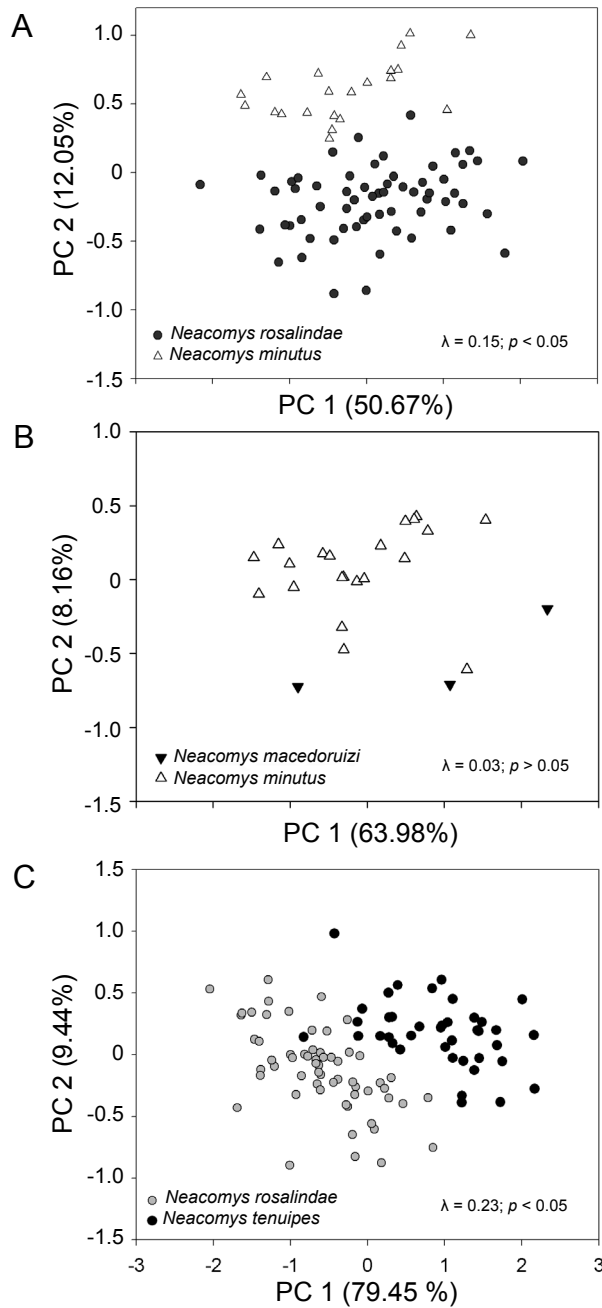 A
1.0
0.5
0
-0.5
-1.0
-1.5
PC 2 (12.05%)
Neacomys rosalindae
Neacomys minutus
λ = 0.15; p < 0.05
PC 1 (50.67%)
B
1.0
0.5
0
-0.5
-1.0
-1.5
PC 2 (8.16%)
Neacomys macedoruizi
Neacomys minutus
λ = 0.03; p > 0.05
PC 1 (63.98%)
C
1.5
1.0
0.5
0
-0.5
-1.0
-1.5
PC 2 (9.44%)
Neacomys rosalindae
Neacomys tenuipes
λ = 0.23; p < 0.05
-3 -2 -1 0 1 2 3
PC 1 (79.45 %)